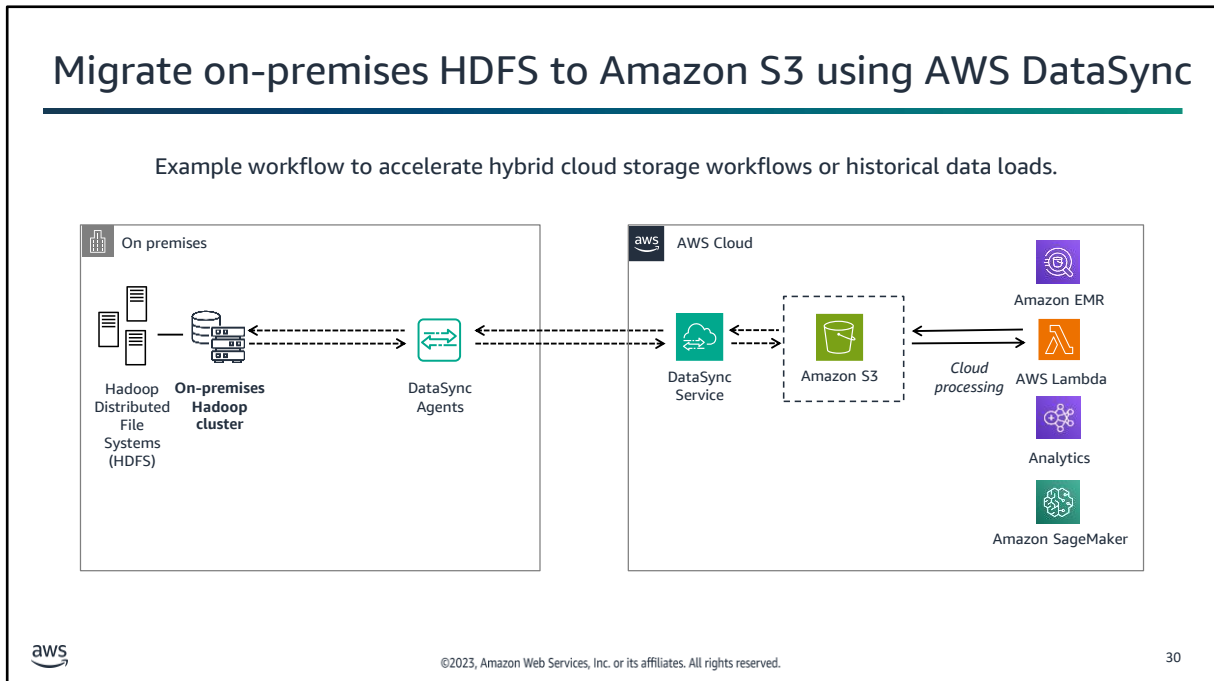 Migrate on-premises HDFS to Amazon S3 using AWS DataSync
Example workflow to accelerate hybrid cloud storage workflows or historical data loads.
On premises
Hadoop
Distributed
File
Systems
(HDFS)
On-premises
Hadoop
cluster
DataSync
Agents
aws
AWS Cloud
DataSync
Service
Amazon S3
Cloud
processing
Amazon EMR
AWS Lambda
Analytics
Amazon SageMaker
aws
©2023, Amazon Web Services, Inc. or its affiliates. All rights reserved.
30